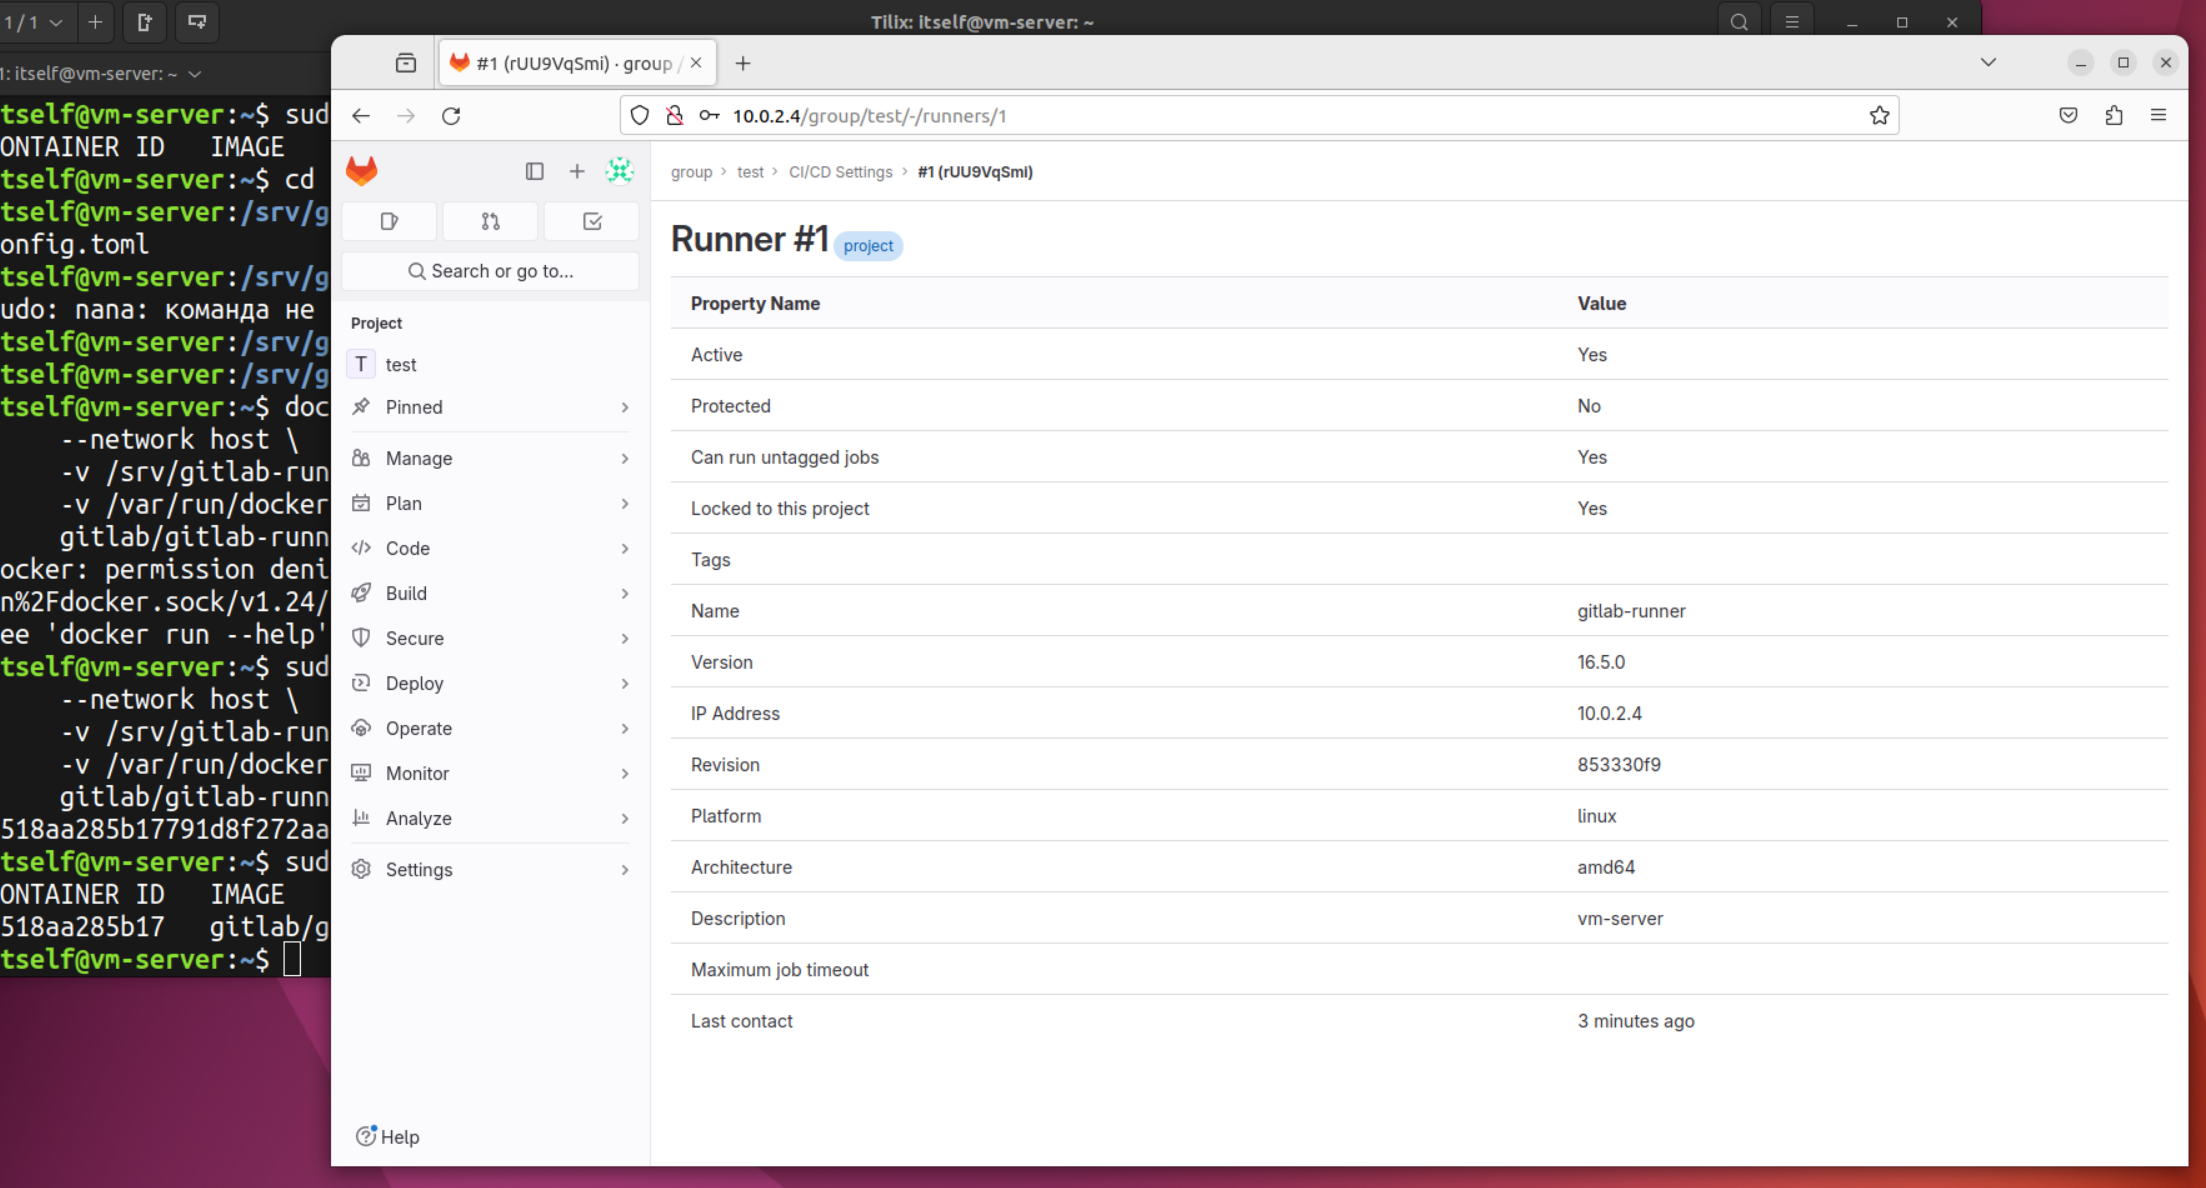 1 / 1
Tilix: itself@vm-server: ~
1: itself@vm-server: ~
tself@vm-server:~$ sud
ONTAINER ID   IMAGE
tself@vm-server:~$ cd
tself@vm-server:/srv/g
onfig.toml
tself@vm-server:/srv/g
udo: nana: команда не
tself@vm-server:/srv/g
tself@vm-server:/srv/g
tself@vm-server:~$ doc
--network host \
-v /srv/gitlab-run
-v /var/run/docker
gitlab/gitlab-runn
ocker: permission deni
n%2Fdocker.sock/v1.24/
ee 'docker run --help'
tself@vm-server:~$ sud
--network host \
-v /srv/gitlab-run
-v /var/run/docker
gitlab/gitlab-runn
518aa285b17791d8f272aa
tself@vm-server:~$ sud
ONTAINER ID   IMAGE
518aa285b17   gitlab/g
tself@vm-server:~$
#1 (rUU9VqSmi) · group /
10.0.2.4/group/test/-/runners/1
Search or go to...
Project
T test
Pinned
Manage
Plan
Code
Build
Secure
Deploy
Operate
Monitor
Analyze
Settings
Help
group > test > CI/CD Settings > #1 (rUU9VqSmi)
Runner #1 project
Property Name Value
Active Yes
Protected No
Can run untagged jobs Yes
Locked to this project Yes
Tags
Name gitlab-runner
Version 16.5.0
IP Address 10.0.2.4
Revision 853330f9
Platform linux
Architecture amd64
Description vm-server
Maximum job timeout
Last contact 3 minutes ago